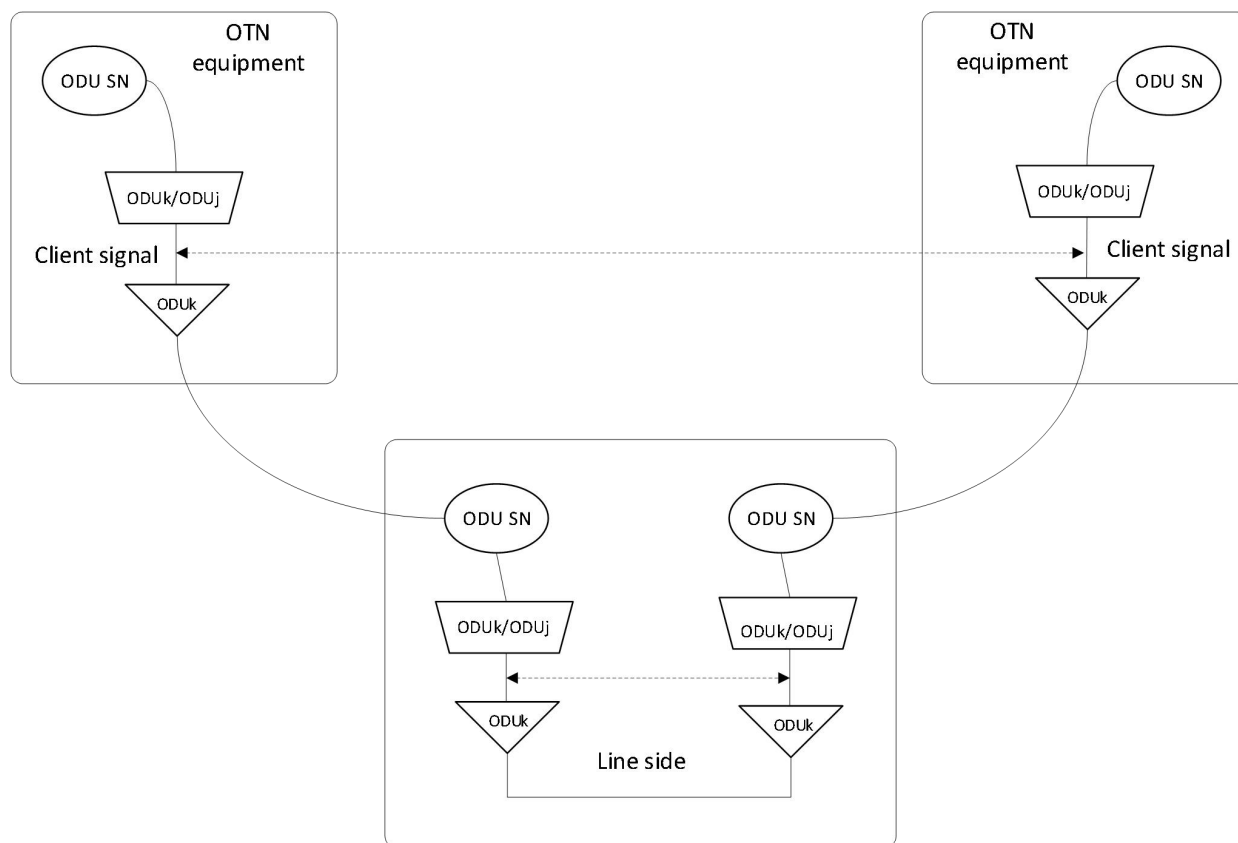 OTN
equipment
ODU SN
ODUk/ODUj
Client signal
ODUk
OTN
equipment
ODU SN
ODUk/ODUj
Client signal
ODUk
ODU SN
ODU SN
ODUk/ODUj
ODUk/ODUj
ODUk
ODUk
Line side